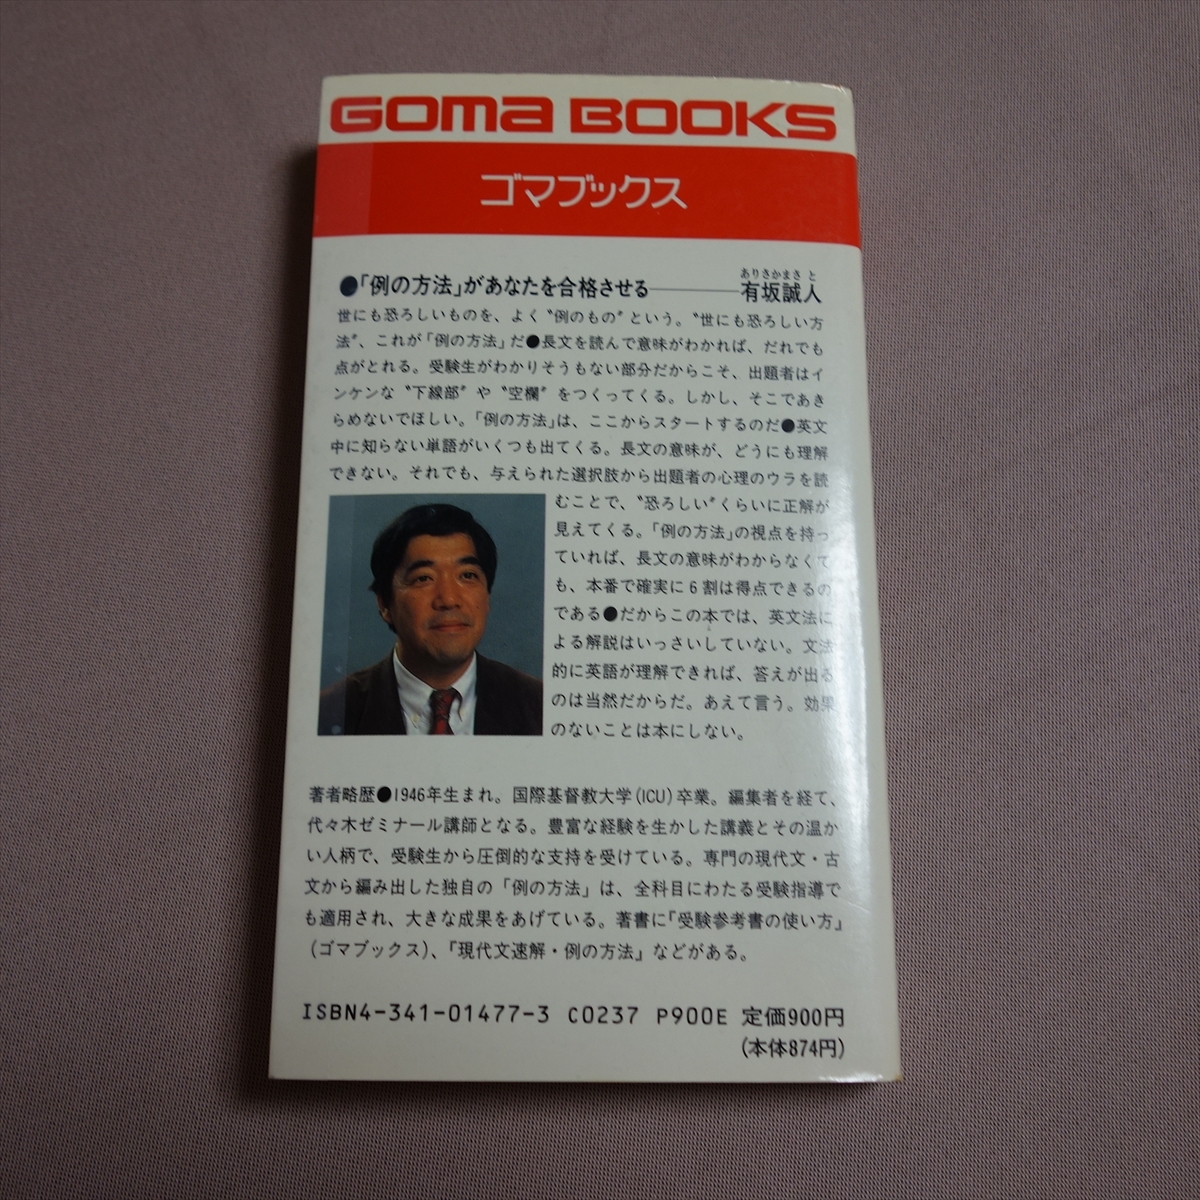 GOMA BOOKS
ゴマブックス
ありさかまさと
●「例の方法」があなたを合格させる――有坂誠人
世にも恐ろしいものを、よく〝例のもの〟という。〝世にも恐ろしい方
法〟、これが「例の方法」だ●長文を読んで意味がわかれば、だれでも
点がとれる。受験生がわかりそうもない部分だからこそ、出題者はイ
ンケンな〝下線部〟や〝空欄〟をつくってくる。しかし、そこであき
らめないでほしい。「例の方法」は、ここからスタートするのだ●英文
中に知らない単語がいくつも出てくる。長文の意味が、どうにも理解
できない。それでも、与えられた選択肢から出題者の心理のウラを読
むことで、〝恐ろしい〟くらいに正解が
見えてくる。「例の方法」の視点を持っ
ていれば、長文の意味がわからなくて
も、本番で確実に6割は得点できるの
である●だからこの本では、英文法に
よる解説はいっさいしていない。文法
的に英語が理解できれば、答えが出る
のは当然だからだ。あえて言う。効果
のないことは本にしない。
著者略歴●1946年生まれ。国際基督教大学(ICU)卒業。編集者を経て、
代々木ゼミナール講師となる。豊富な経験を生かした講義とその温か
い人柄で、受験生から圧倒的な支持を受けている。専門の現代文・古
文から編み出した独自の「例の方法」は、全科目にわたる受験指導で
も適用され、大きな成果をあげている。著書に『受験参考書の使い方』
(ゴマブックス)、『現代文速解・例の方法』などがある。
ISBN4-341-01477-3 C0237 P900E 定価900円
(本体874円)